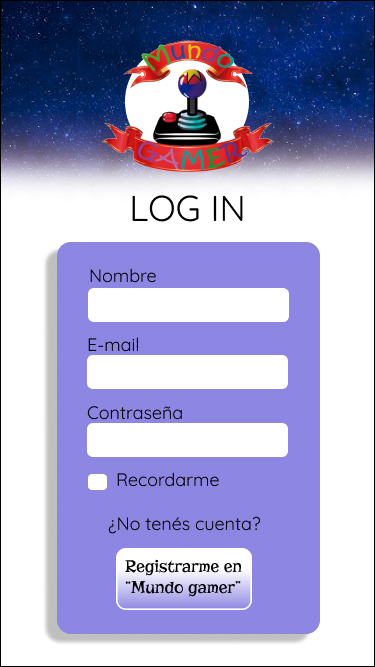 Mundo
GAMER
LOG IN
Nombre
E-mail
Contraseña
Recordarme
¿No tenés cuenta?
Registrarme en
"Mundo gamer"